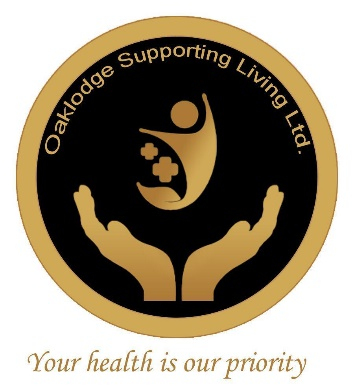 Oaklodge Supporting Living Ltd.
Your health is our priority